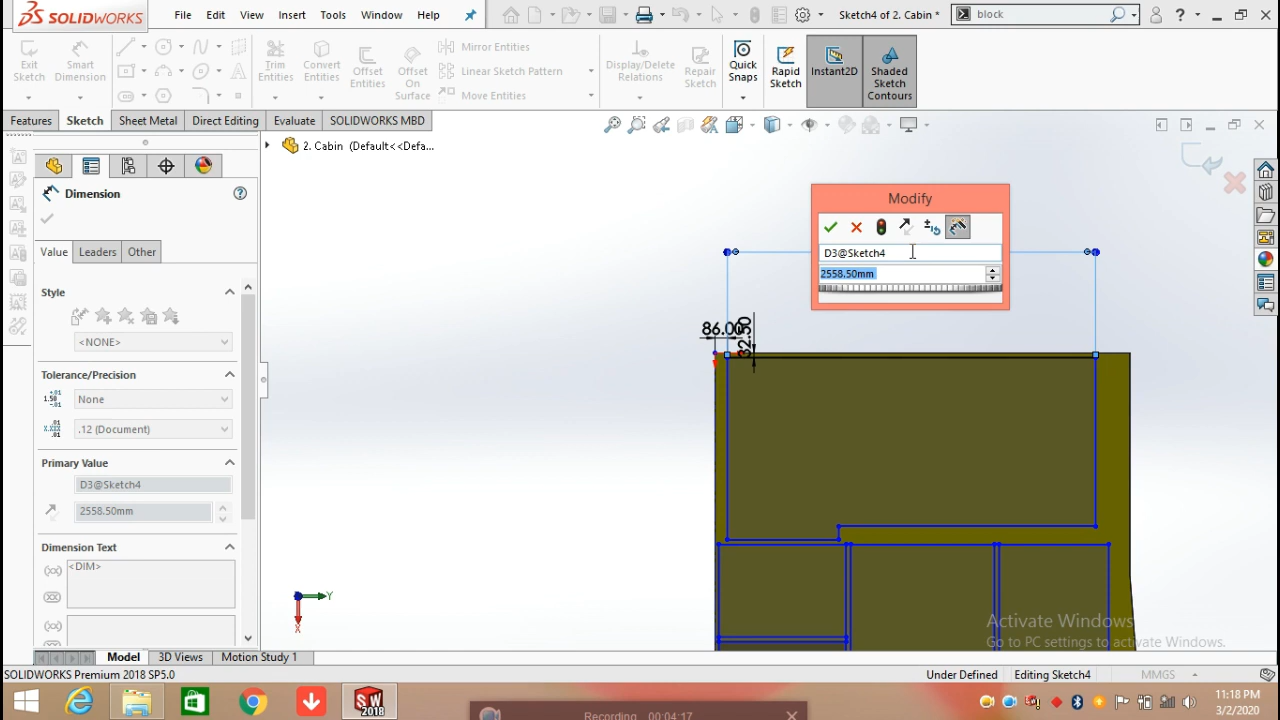 SOLIDWORKS
File Edit View Insert Tools Window Help
Sketch4 of 2. Cabin *
block
Exit Sketch
Smart Dimension
Trim Entities
Convert Entities
Offset Entities
Offset On Surface
Mirror Entities
Linear Sketch Pattern
Move Entities
Display/Delete Relations
Repair Sketch
Quick Snaps
Rapid Sketch
Instant2D
Shaded Sketch Contours
Features Sketch Sheet Metal Direct Editing Evaluate SOLIDWORKS MBD
2. Cabin (Default<<Defa...
Dimension
Value Leaders Other
Style
<NONE>
Tolerance/Precision
None
.12 (Document)
Primary Value
D3@Sketch4
2558.50mm
Dimension Text
<DIM>
Modify
D3@Sketch4
2558.50mm
86.00
32.50
Y
X
Activate Windows
Go to PC settings to activate Windows.
Model 3D Views Motion Study 1
SOLIDWORKS Premium 2018 SP5.0
Under Defined Editing Sketch4 MMGS
SW 2018
Recording 00:04:17
11:18 PM
3/2/2020